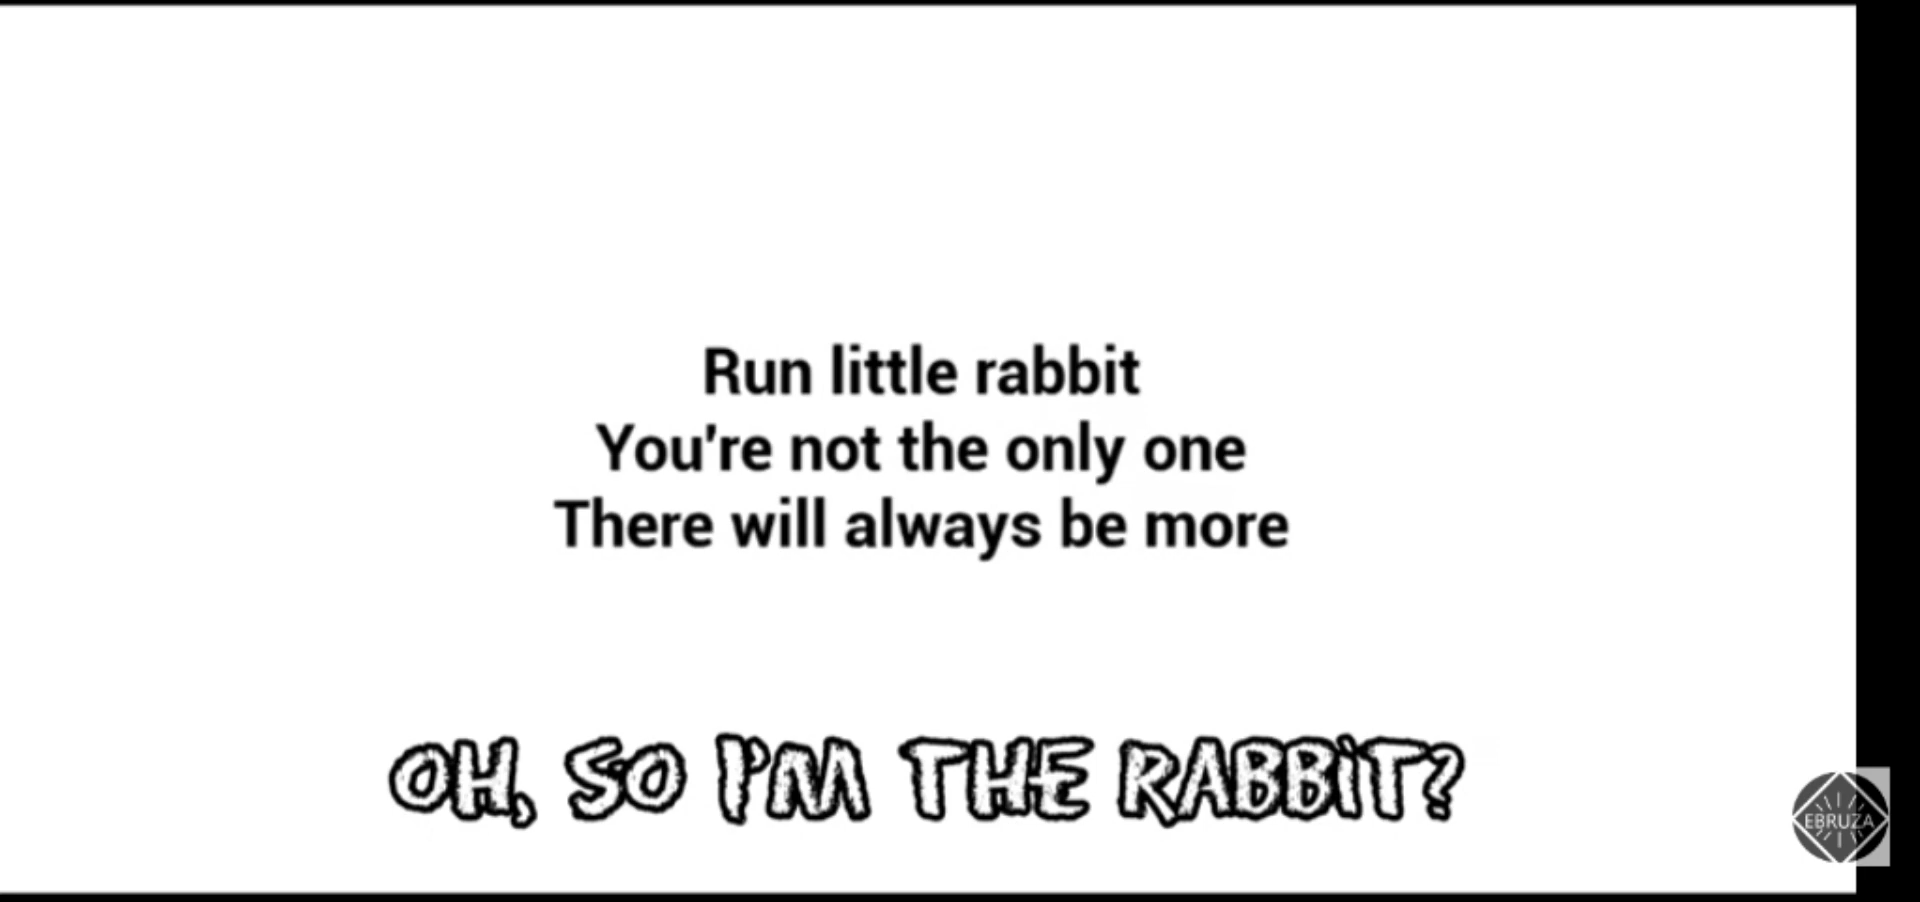 Run little rabbit
You're not the only one
There will always be more
OH, SO I'M THE RABBIT?
EBRUZA